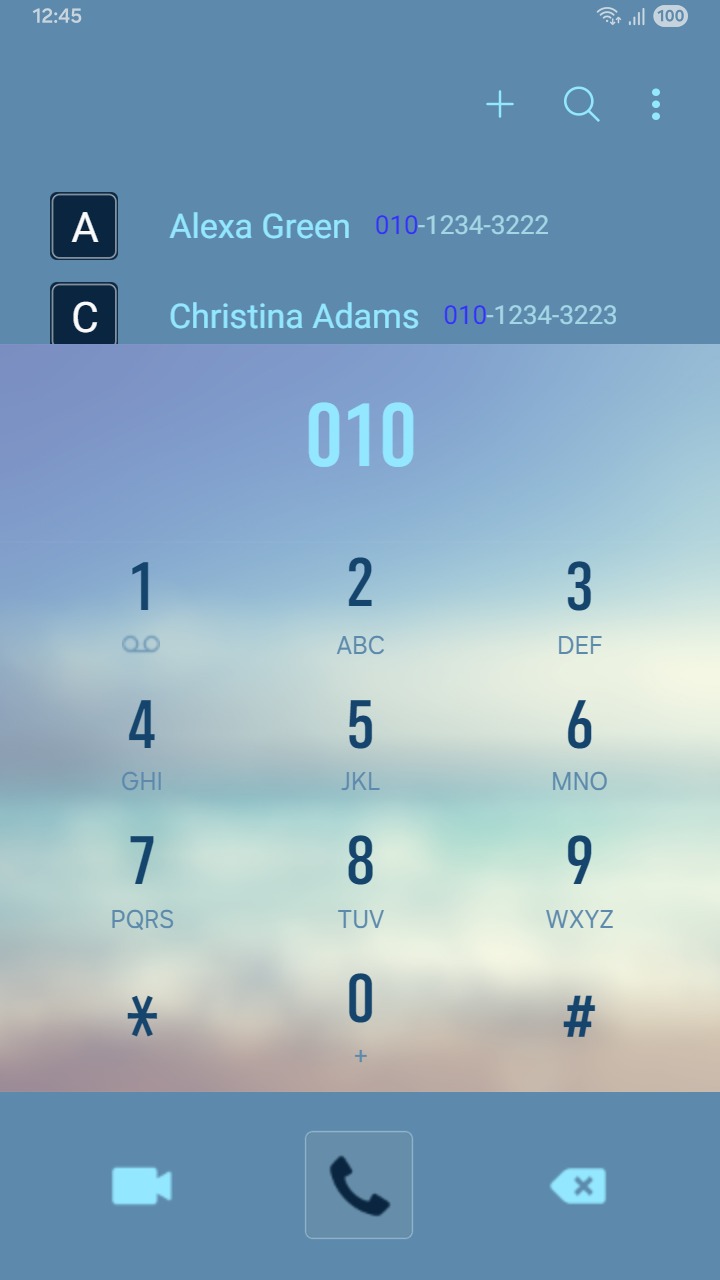 12:45 100
A Alexa Green 010-1234-3222
C Christina Adams 010-1234-3223
010
1 2 3
ABC DEF
4 5 6
GHI JKL MNO
7 8 9
PQRS TUV WXYZ
* 0 #
+